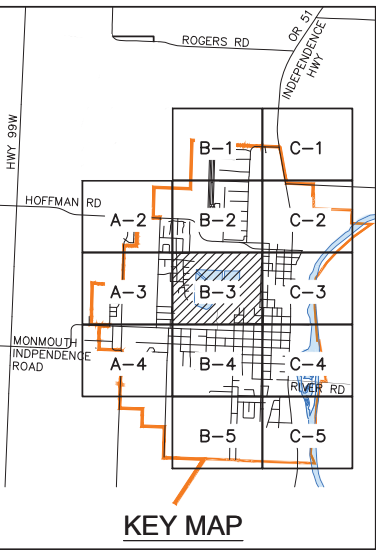 ROGERS RD
OR 51
INDEPENDENCE
HWY
HWY 99W
B-1
C-1
HOFFMAN RD
A-2
B-2
C-2
A-3
B-3
C-3
MONMOUTH
INDPENDENCE
ROAD
A-4
B-4
C-4
RIVER RD
B-5
C-5
KEY MAP